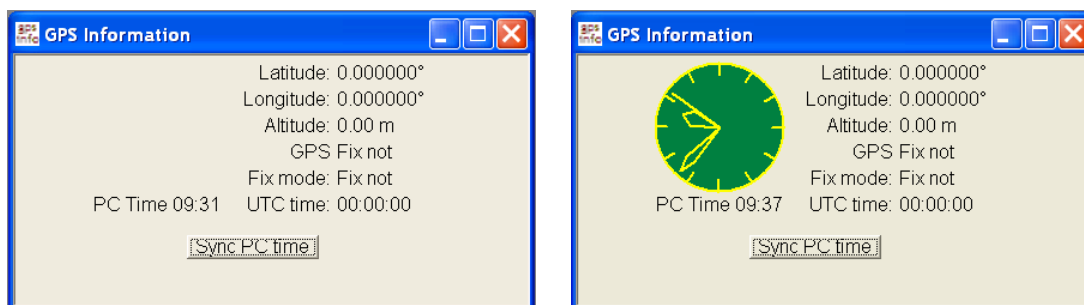 GPS Information
Latitude: 0.000000°
Longitude: 0.000000°
Altitude: 0.00 m
GPS Fix not
Fix mode: Fix not
PC Time 09:31 UTC time: 00:00:00
Sync PC time
GPS Information
Latitude: 0.000000°
Longitude: 0.000000°
Altitude: 0.00 m
GPS Fix not
Fix mode: Fix not
PC Time 09:37 UTC time: 00:00:00
Sync PC time